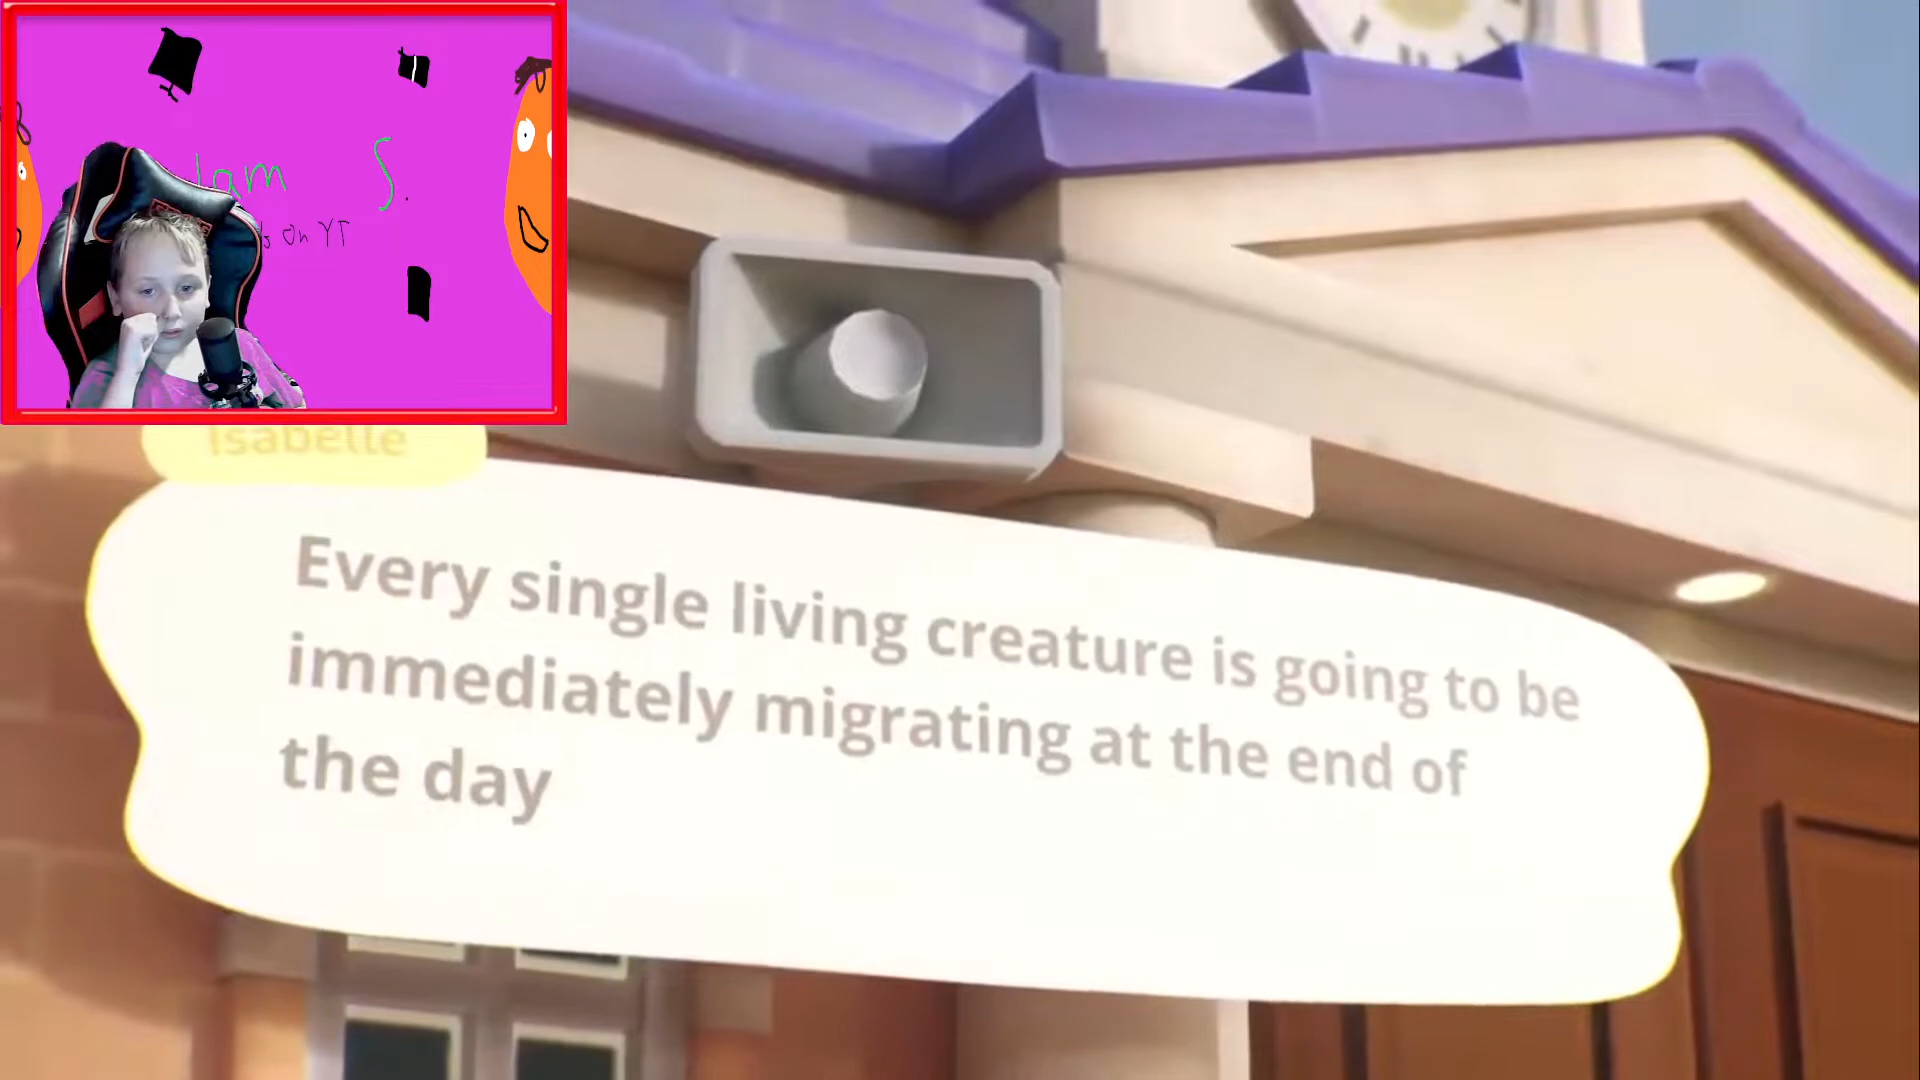 Iam S.
On YT
Isabelle
Every single living creature is going to be
immediately migrating at the end of
the day